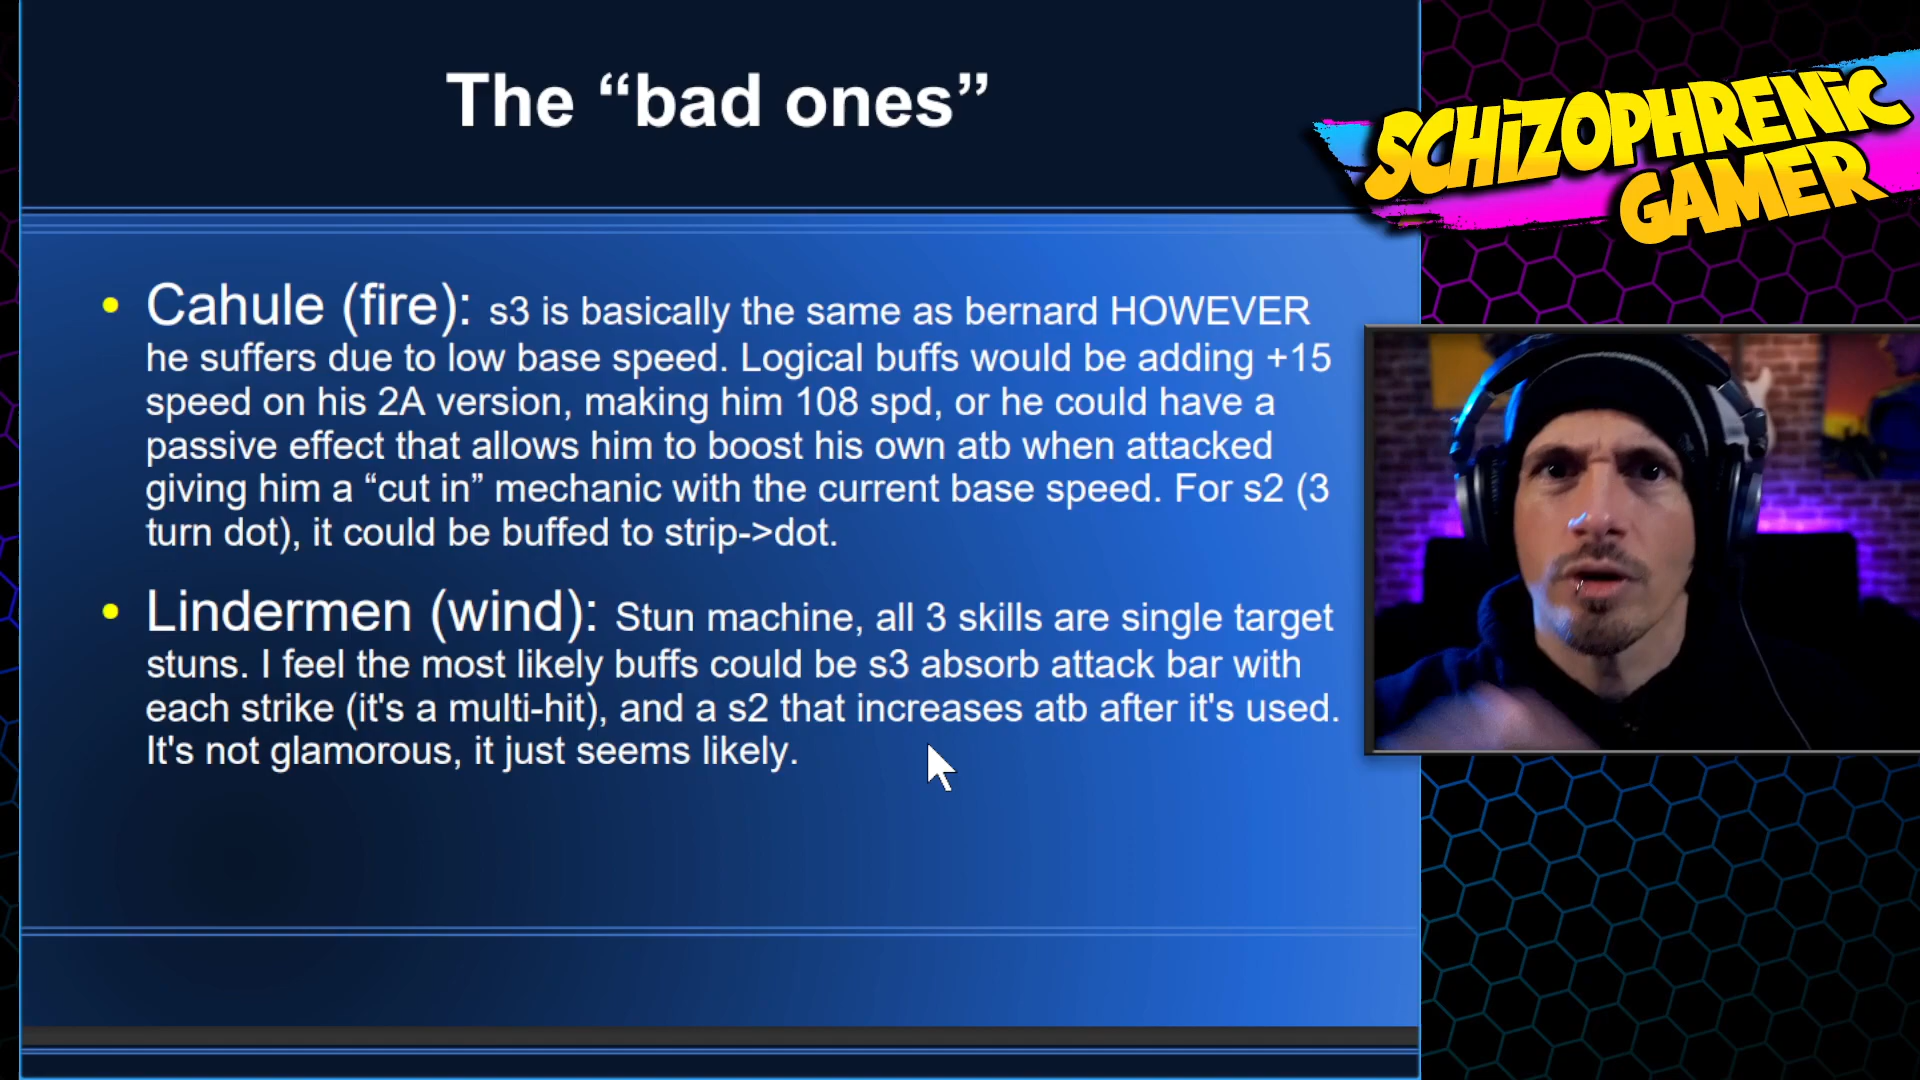 The “bad ones”
SCHiZOPHRENiC
GAMER
Cahule (fire): s3 is basically the same as bernard HOWEVER
he suffers due to low base speed. Logical buffs would be adding +15
speed on his 2A version, making him 108 spd, or he could have a
passive effect that allows him to boost his own atb when attacked
giving him a “cut in” mechanic with the current base speed. For s2 (3
turn dot), it could be buffed to strip->dot.
Lindermen (wind): Stun machine, all 3 skills are single target
stuns. I feel the most likely buffs could be s3 absorb attack bar with
each strike (it's a multi-hit), and a s2 that increases atb after it's used.
It's not glamorous, it just seems likely.